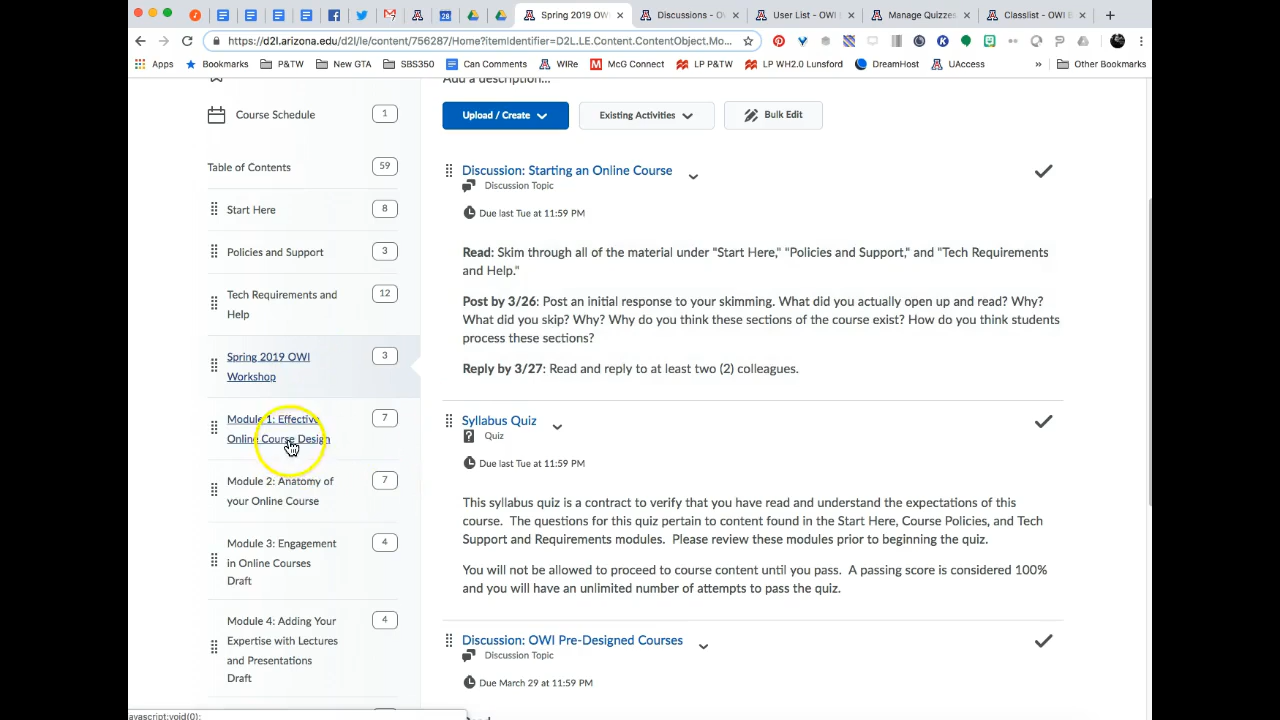 Spring 2019 OWI
Discussions - O
User List - OWI
Manage Quizzes
Classlist - OWI
28
https://d2l.arizona.edu/d2l/le/content/756287/Home?itemIdentifier=D2L.LE.Content.ContentObject.Mo...
Apps
Bookmarks
P&TW
New GTA
SBS350
Can Comments
WIRe
McG Connect
LP P&TW
LP WH2.0 Lunsford
DreamHost
UAccess
»
Other Bookmarks
Add a description...
Course Schedule
1
Upload / Create
Existing Activities
Bulk Edit
Table of Contents
59
Start Here
8
Policies and Support
3
Tech Requirements and
Help
12
Spring 2019 OWI
Workshop
3
Module 1: Effective
Online Course Design
7
Module 2: Anatomy of
your Online Course
7
Module 3: Engagement
in Online Courses
Draft
4
Module 4: Adding Your
Expertise with Lectures
and Presentations
Draft
4
Discussion: Starting an Online Course
Discussion Topic
Due last Tue at 11:59 PM
Read: Skim through all of the material under "Start Here," "Policies and Support," and "Tech Requirements
and Help."
Post by 3/26: Post an initial response to your skimming. What did you actually open up and read? Why?
What did you skip? Why? Why do you think these sections of the course exist? How do you think students
process these sections?
Reply by 3/27: Read and reply to at least two (2) colleagues.
Syllabus Quiz
Quiz
Due last Tue at 11:59 PM
This syllabus quiz is a contract to verify that you have read and understand the expectations of this
course. The questions for this quiz pertain to content found in the Start Here, Course Policies, and Tech
Support and Requirements modules. Please review these modules prior to beginning the quiz.
You will not be allowed to proceed to course content until you pass. A passing score is considered 100%
and you will have an unlimited number of attempts to pass the quiz.
Discussion: OWI Pre-Designed Courses
Discussion Topic
Due March 29 at 11:59 PM
Read
avascript:void(0);